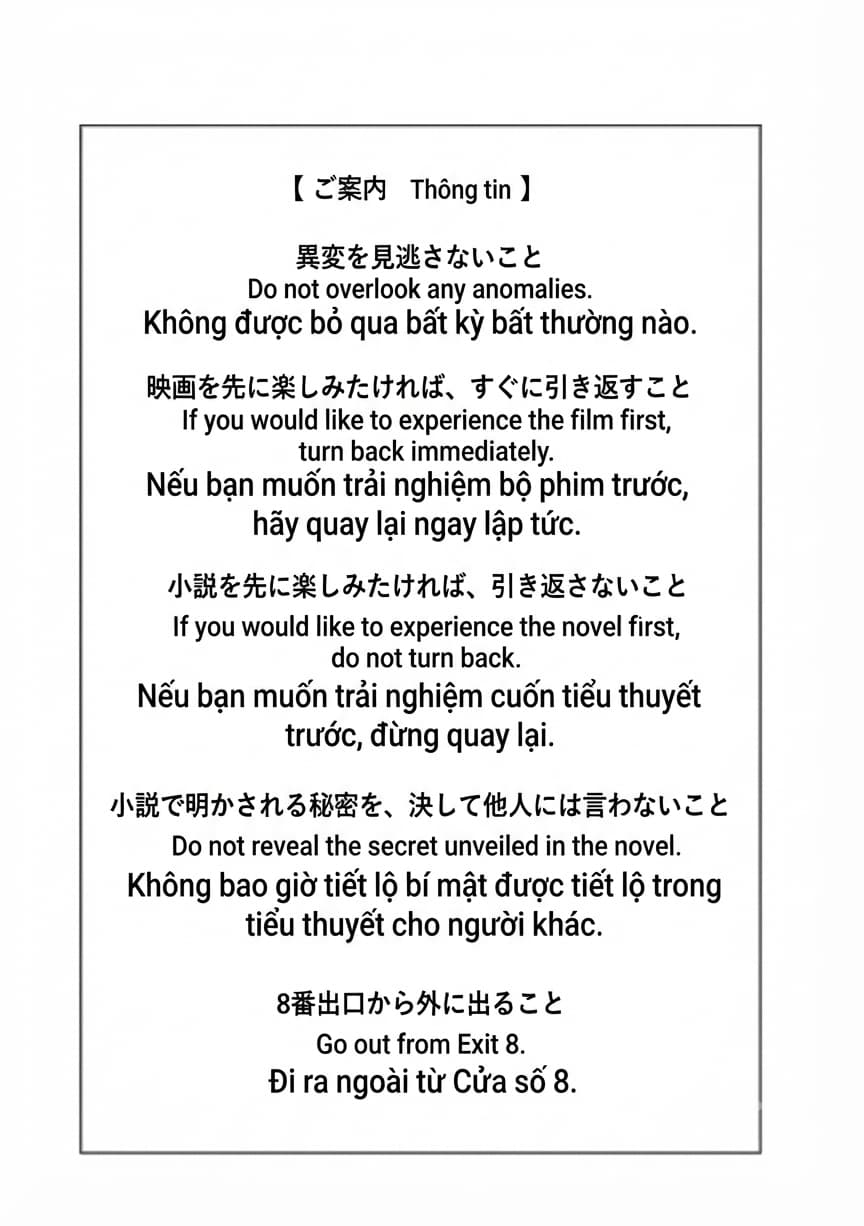 【 ご案内 Thông tin 】
異変を見逃さないこと
Do not overlook any anomalies.
Không được bỏ qua bất kỳ bất thường nào.
映画を先に楽しみたければ、すぐに引き返すこと
If you would like to experience the film first,
turn back immediately.
Nếu bạn muốn trải nghiệm bộ phim trước,
hãy quay lại ngay lập tức.
小説を先に楽しみたければ、引き返さないこと
If you would like to experience the novel first,
do not turn back.
Nếu bạn muốn trải nghiệm cuốn tiểu thuyết
trước, đừng quay lại.
小説で明かされる秘密を、決して他人には言わないこと
Do not reveal the secret unveiled in the novel.
Không bao giờ tiết lộ bí mật được tiết lộ trong
tiểu thuyết cho người khác.
8番出口から外に出ること
Go out from Exit 8.
Đi ra ngoài từ Cửa số 8.